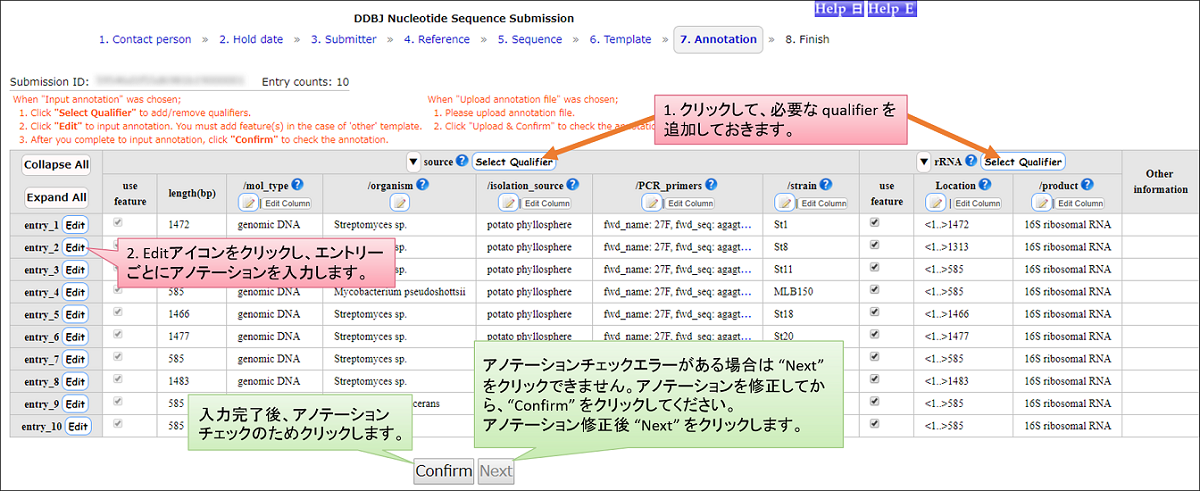 Help 日 Help E
DDBJ Nucleotide Sequence Submission
1. Contact person » 2. Hold date » 3. Submitter » 4. Reference » 5. Sequence » 6. Template » 7. Annotation » 8. Finish
Submission ID: Entry counts: 10
When "Input annotation" was chosen;
1. Click "Select Qualifier" to add/remove qualifiers.
2. Click "Edit" to input annotation. You must add feature(s) in the case of 'other' template.
3. After you complete to input annotation, click "Confirm" to check the annotation.
When "Upload annotation file" was chosen;
1. Please upload annotation file.
2. Click "Upload & Confirm" to check the
1. クリックして、必要な qualifier を
追加しておきます。
Collapse All
Expand All
▼ source ? Select Qualifier
▼ rRNA ? Select Qualifier
Other
information
use
feature
length(bp)
/mol_type ?
Edit Column
/organism ?
/isolation_source ?
Edit Column
/PCR_primers ?
Edit Column
/strain ?
Edit Column
use
feature
Location ?
Edit Column
/product ?
Edit Column
entry_1 Edit 1472 genomic DNA Streptomyces sp. potato phyllosphere fwd_name: 27F, fwd_seq: agagt... St1 <1..>1472 16S ribosomal RNA
entry_2 Edit potato phyllosphere fwd_name: 27F, fwd_seq: agagt... St8 <1..>1313 16S ribosomal RNA
entry_3 Edit potato phyllosphere fwd_name: 27F, fwd_seq: agagt... St11 <1..>585 16S ribosomal RNA
entry_4 Edit 585 genomic DNA Mycobacterium pseudoshottsii potato phyllosphere fwd_name: 27F, fwd_seq: agagt... MLB150 <1..>585 16S ribosomal RNA
entry_5 Edit 1466 genomic DNA Streptomyces sp. potato phyllosphere fwd_name: 27F, fwd_seq: agagt... St18 <1..>1466 16S ribosomal RNA
entry_6 Edit 1477 genomic DNA Streptomyces sp. potato phyllosphere fwd_name: 27F, fwd_seq: agagt... St20 <1..>1477 16S ribosomal RNA
entry_7 Edit 585 genomic DNA Streptomyces sp. <1..>585 16S ribosomal RNA
entry_8 Edit 1483 genomic DNA Streptomyces sp. <1..>1483 16S ribosomal RNA
entry_9 Edit 585 <1..>585 16S ribosomal RNA
entry_10 Edit 585 <1..>585 16S ribosomal RNA
2. Editアイコンをクリックし、エントリー
ごとにアノテーションを入力します。
入力完了後、アノテーション
チェックのためクリックします。
アノテーションチェックエラーがある場合は “Next”
をクリックできません。アノテーションを修正してか
ら、“Confirm” をクリックしてください。
アノテーション修正後 “Next” をクリックします。
Confirm Next